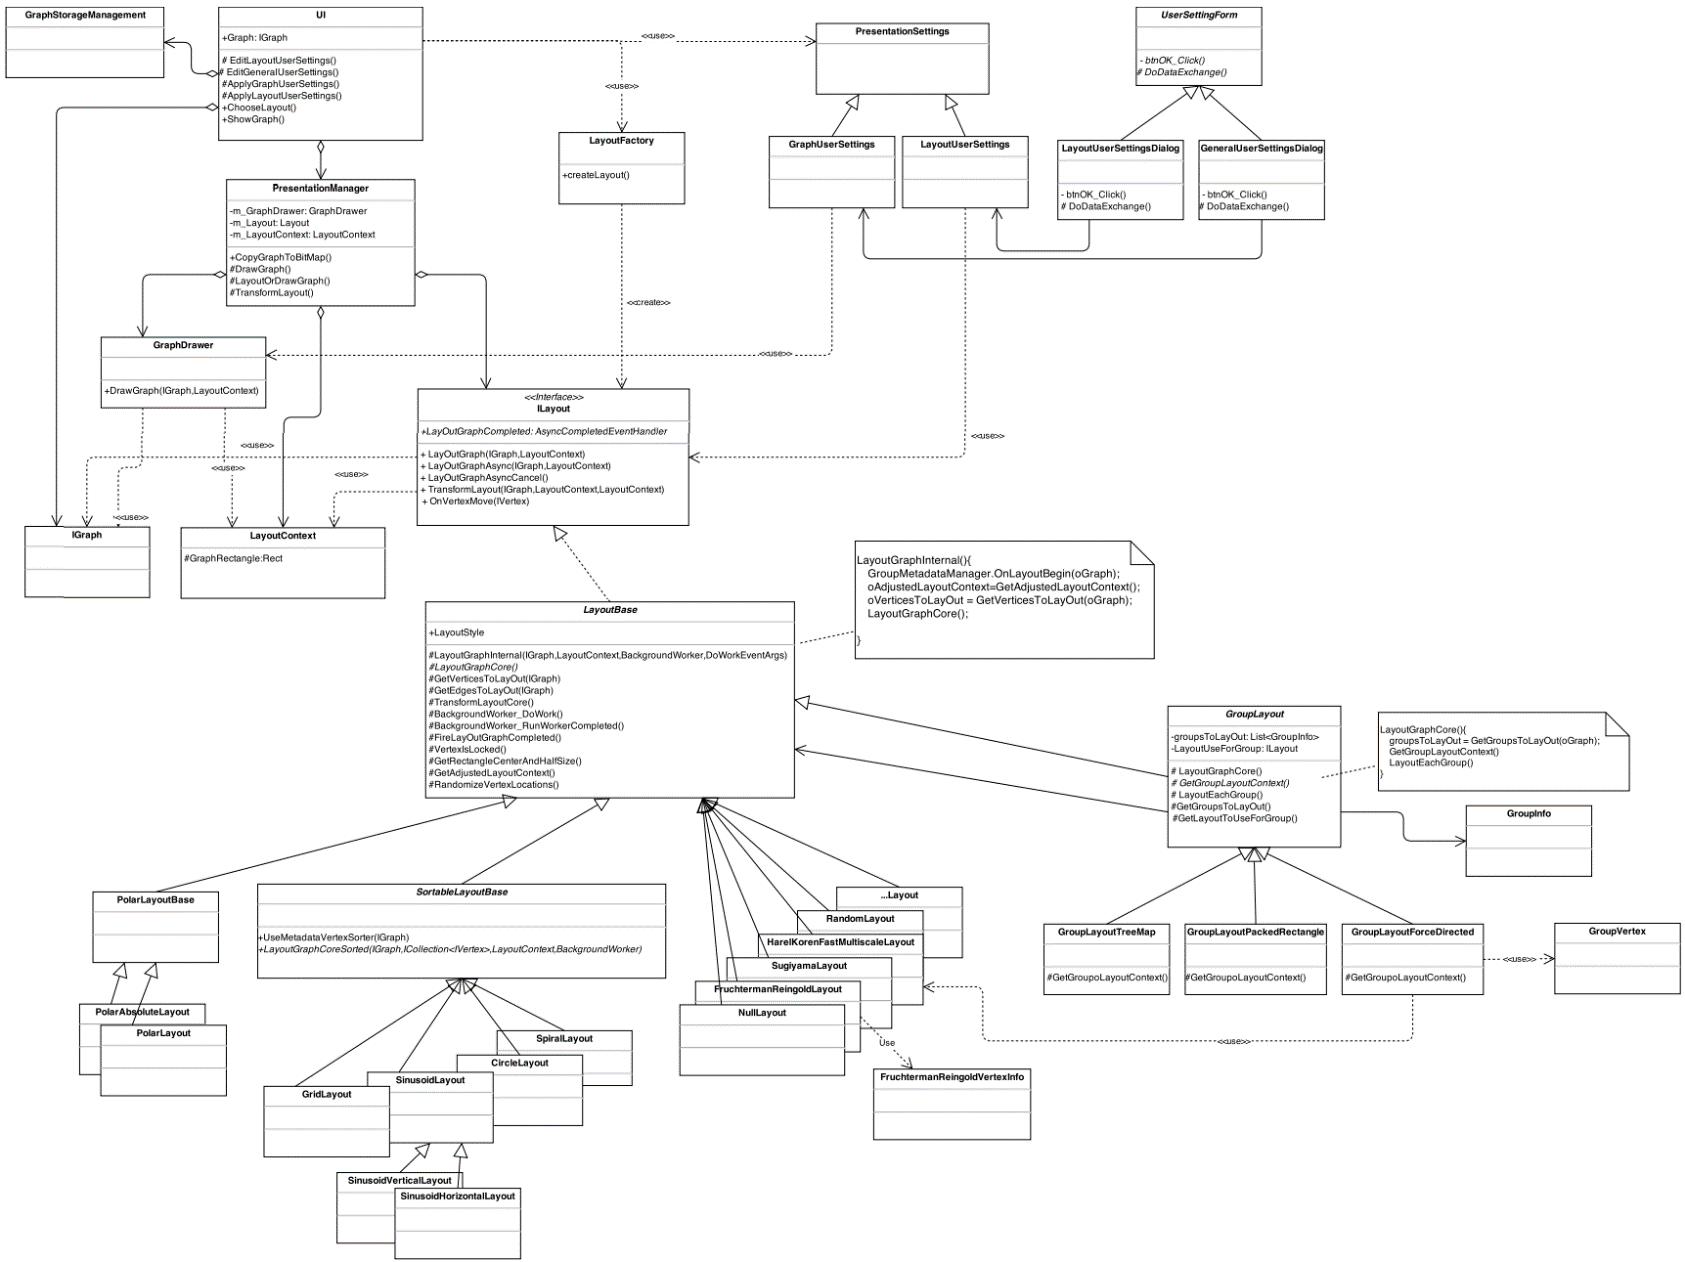 GraphStorageManagement
UI
+Graph: IGraph
# EditLayoutUserSettings()
# EditGeneralUserSettings()
#ApplyGraphUserSettings()
#ApplyLayoutUserSettings()
+ChooseLayout()
+ShowGraph()
<<use>>
<<use>>
PresentationSettings
UserSettingForm
- btnOK_Click()
# DoDataExchange()
LayoutFactory
+createLayout()
GraphUserSettings
LayoutUserSettings
LayoutUserSettingsDialog
- btnOK_Click()
# DoDataExchange()
GeneralUserSettingsDialog
- btnOK_Click()
# DoDataExchange()
PresentationManager
-m_GraphDrawer: GraphDrawer
-m_Layout: Layout
-m_LayoutContext: LayoutContext
+CopyGraphToBitMap()
#DrawGraph()
#LayoutOrDrawGraph()
#TransformLayout()
<<create>>
<<use>>
GraphDrawer
+DrawGraph(IGraph,LayoutContext)
<<Interface>>
ILayout
+LayOutGraphCompleted: AsyncCompletedEventHandler
+ LayOutGraph(IGraph,LayoutContext)
+ LayOutGraphAsync(IGraph,LayoutContext)
+ LayOutGraphAsyncCancel()
+ TransformLayout(IGraph,LayoutContext,LayoutContext)
+ OnVertexMove(IVertex)
<<use>>
<<use>>
<<use>>
<<use>>
<<use>>
IGraph
LayoutContext
#GraphRectangle:Rect
LayoutGraphInternal(){
GroupMetadataManager.OnLayoutBegin(oGraph);
oAdjustedLayoutContext=GetAdjustedLayoutContext();
oVerticesToLayOut = GetVerticesToLayOut(oGraph);
LayoutGraphCore();
}
LayoutBase
+LayoutStyle
#LayoutGraphInternal(IGraph,LayoutContext,BackgroundWorker,DoWorkEventArgs)
#LayoutGraphCore()
#GetVerticesToLayOut(IGraph)
#GetEdgesToLayOut(IGraph)
#TransformLayoutCore()
#BackgroundWorker_DoWork()
#BackgroundWorker_RunWorkerCompleted()
#FireLayOutGraphCompleted()
#VertexIsLocked()
#GetRectangleCenterAndHalfSize()
#GetAdjustedLayoutContext()
#RandomizeVertexLocations()
GroupLayout
-groupsToLayOut: List<GroupInfo>
-LayoutUseForGroup: ILayout
# LayoutGraphCore()
# GetGroupLayoutContext()
# LayoutEachGroup()
#GetGroupsToLayOut()
#GetLayoutToUseForGroup()
LayoutGraphCore(){
groupsToLayOut = GetGroupsToLayOut(oGraph);
GetGroupLayoutContext()
LayoutEachGroup()
}
GroupInfo
PolarLayoutBase
SortableLayoutBase
+UseMetadataVertexSorter(IGraph)
+LayoutGraphCoreSorted(IGraph,ICollection<IVertex>,LayoutContext,BackgroundWorker)
...Layout
RandomLayout
HarelKorenFastMultiscaleLayout
SugiyamaLayout
FruchtermanReingoldLayout
NullLayout
GroupLayoutTreeMap
#GetGroupoLayoutContext()
GroupLayoutPackedRectangle
#GetGroupoLayoutContext()
GroupLayoutForceDirected
#GetGroupoLayoutContext()
<<use>>
GroupVertex
PolarAbsoluteLayout
PolarLayout
SpiralLayout
CircleLayout
SinusoidLayout
GridLayout
Use
<<use>>
FruchtermanReingoldVertexInfo
SinusoidVerticalLayout
SinusoidHorizontalLayout